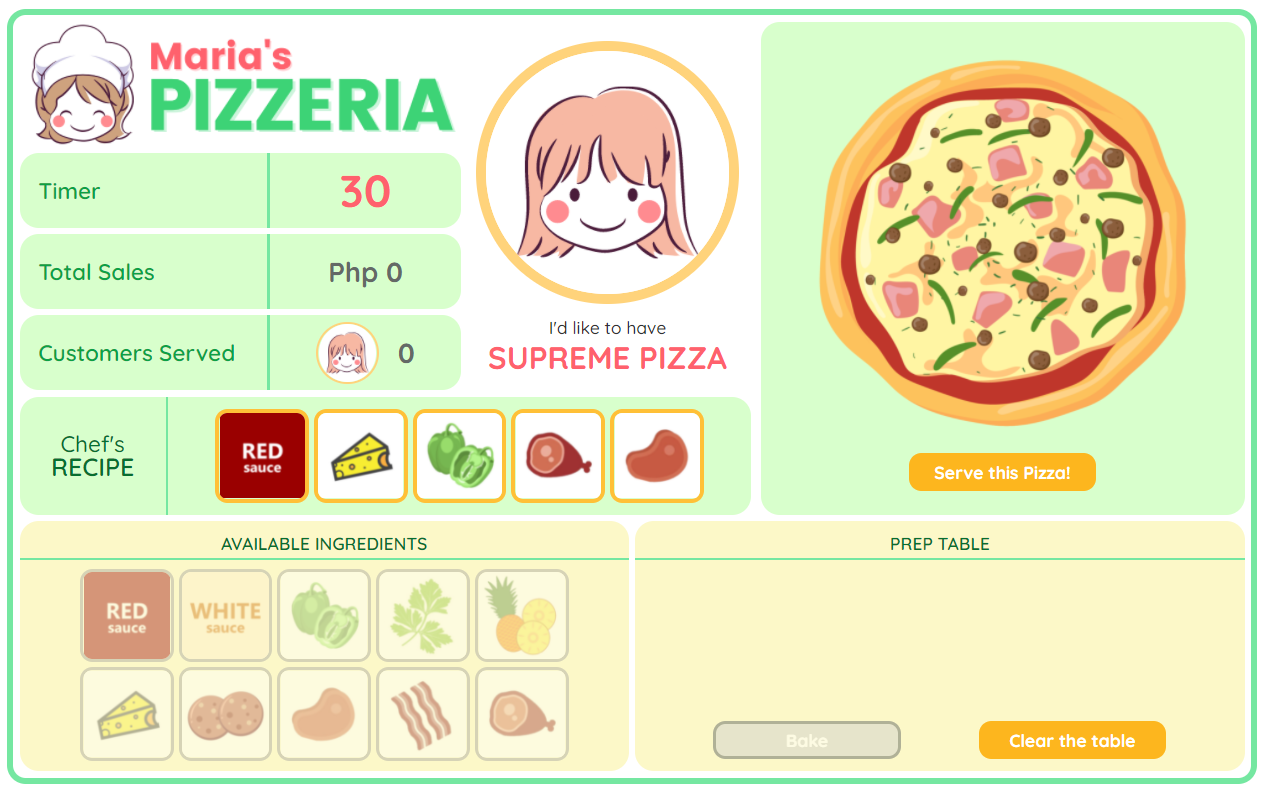 Maria's
PIZZERIA
Timer
30
Total Sales
Php 0
Customers Served
0
I'd like to have
SUPREME PIZZA
Chef's
RECIPE
RED
sauce
Serve this Pizza!
AVAILABLE INGREDIENTS
RED
sauce
WHITE
sauce
PREP TABLE
Bake
Clear the table